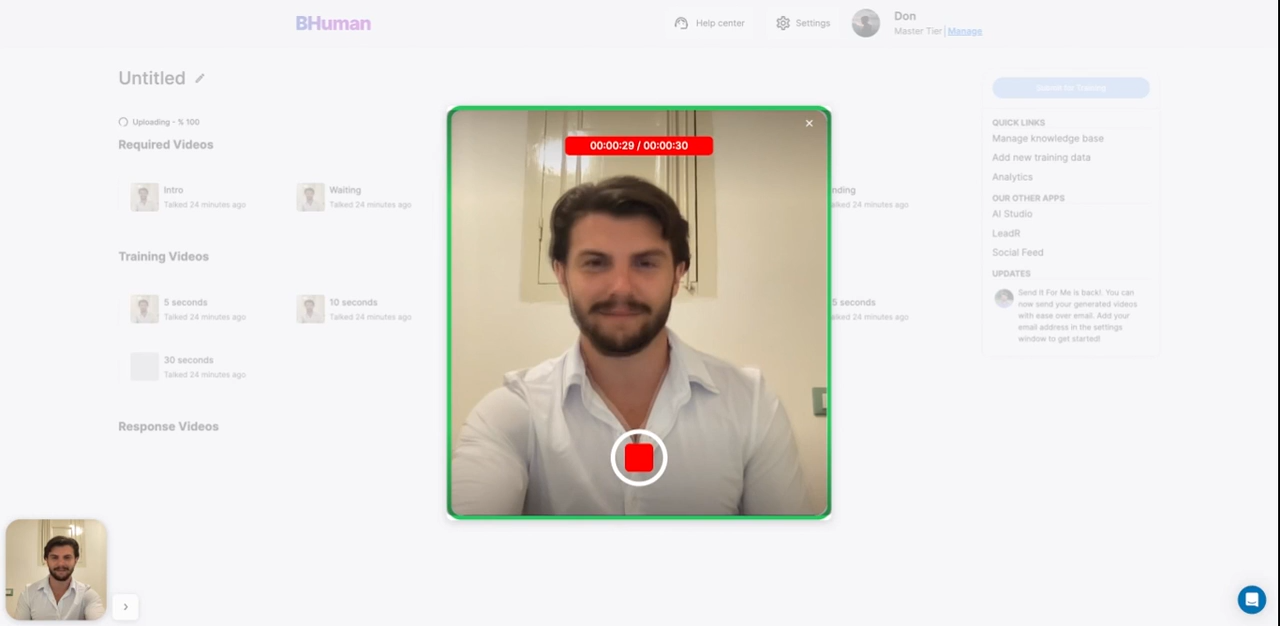 BHuman
Help center
Settings
Don
Master Tier | Manage
Untitled
Submit for Training
Uploading - % 100
Required Videos
Intro
Talked 24 minutes ago
Waiting
Talked 24 minutes ago
nding
alked 24 minutes ago
Training Videos
5 seconds
Talked 24 minutes ago
10 seconds
Talked 24 minutes ago
5 seconds
alked 24 minutes ago
30 seconds
Talked 24 minutes ago
Response Videos
00:00:29 / 00:00:30
QUICK LINKS
Manage knowledge base
Add new training data
Analytics
OUR OTHER APPS
AI Studio
LeadR
Social Feed
UPDATES
Send It For Me is back!. You can
now send your generated videos
with ease over email. Add your
email address in the settings
window to get started!